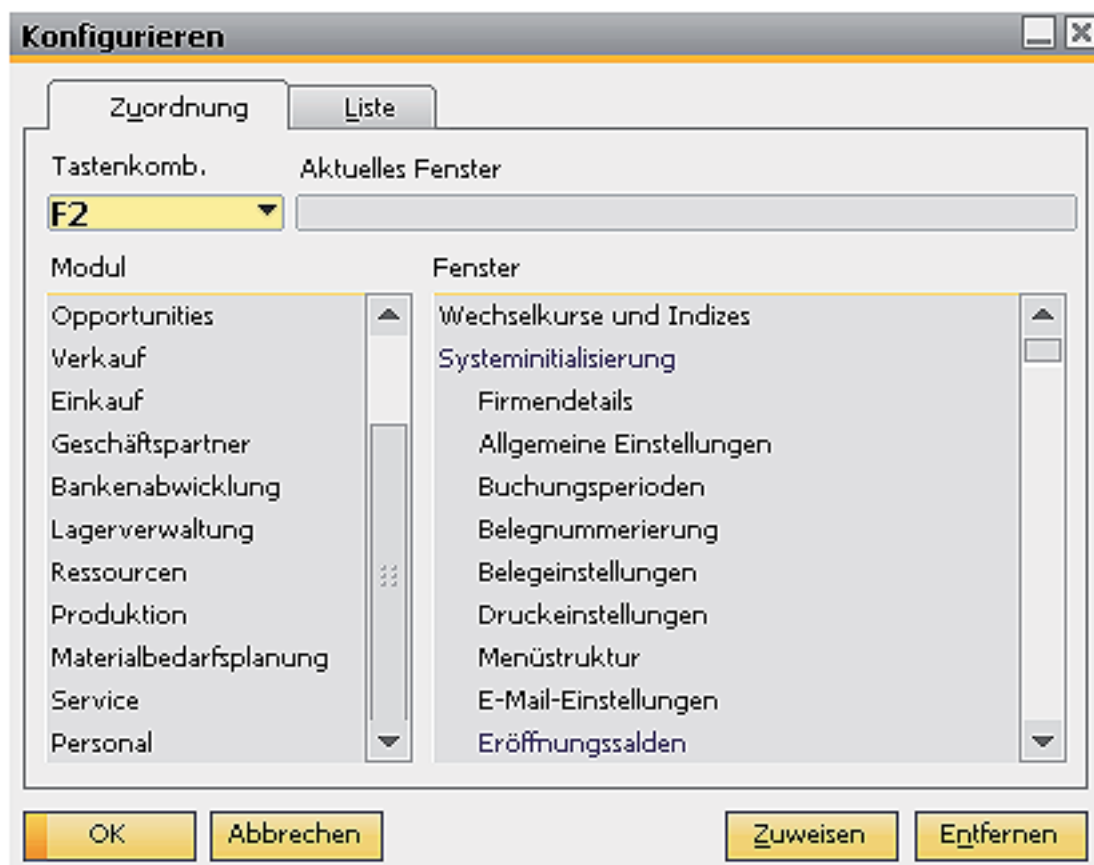 Konfigurieren
Zuordnung Liste
Tastenkomb. Aktuelles Fenster
F2
Modul Fenster
Opportunities Wechselkurse und Indizes
Verkauf Systeminitialisierung
Einkauf Firmendetails
Geschäftspartner Allgemeine Einstellungen
Bankenabwicklung Buchungsperioden
Lagerverwaltung Belegnummerierung
Ressourcen Belegeinstellungen
Produktion Druckeinstellungen
Materialbedarfsplanung Menüstruktur
Service E-Mail-Einstellungen
Personal Eröffnungssalden
OK Abbrechen Zuweisen Entfernen